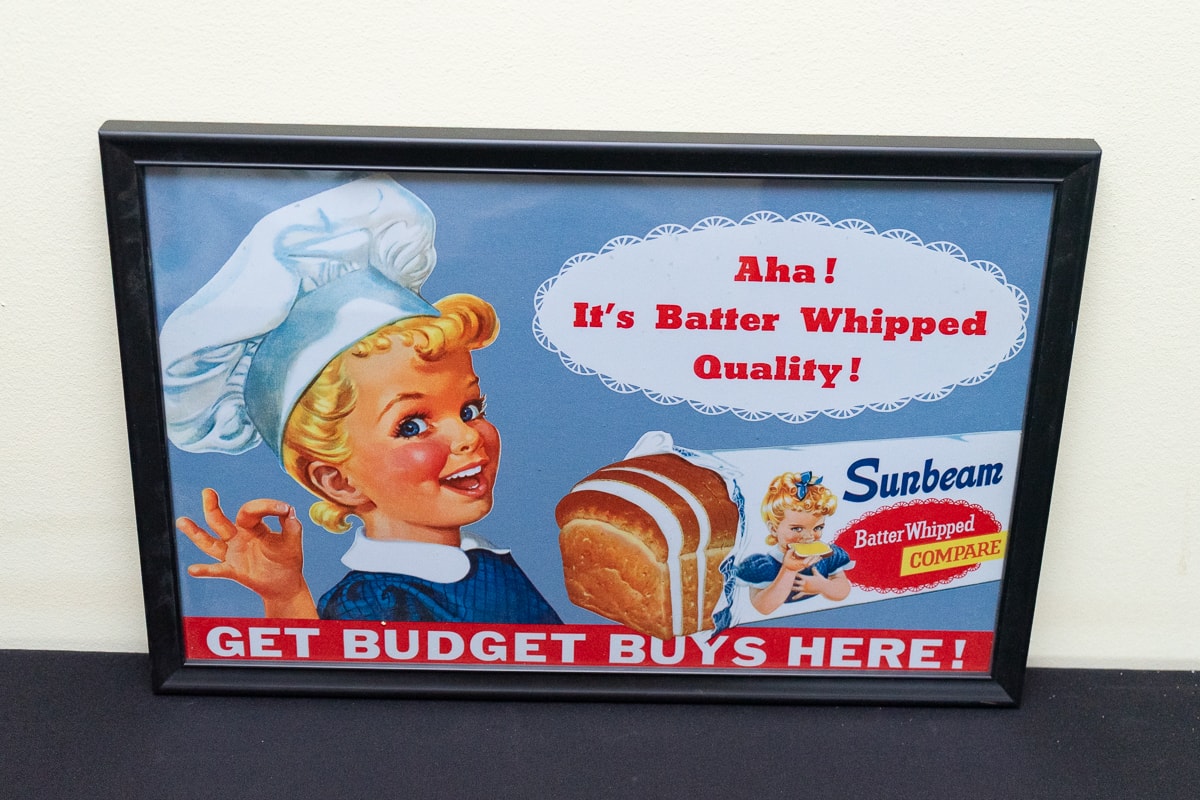 Aha!
It's Batter Whipped
Quality!
Sunbeam
Batter Whipped
COMPARE
GET BUDGET BUYS HERE!